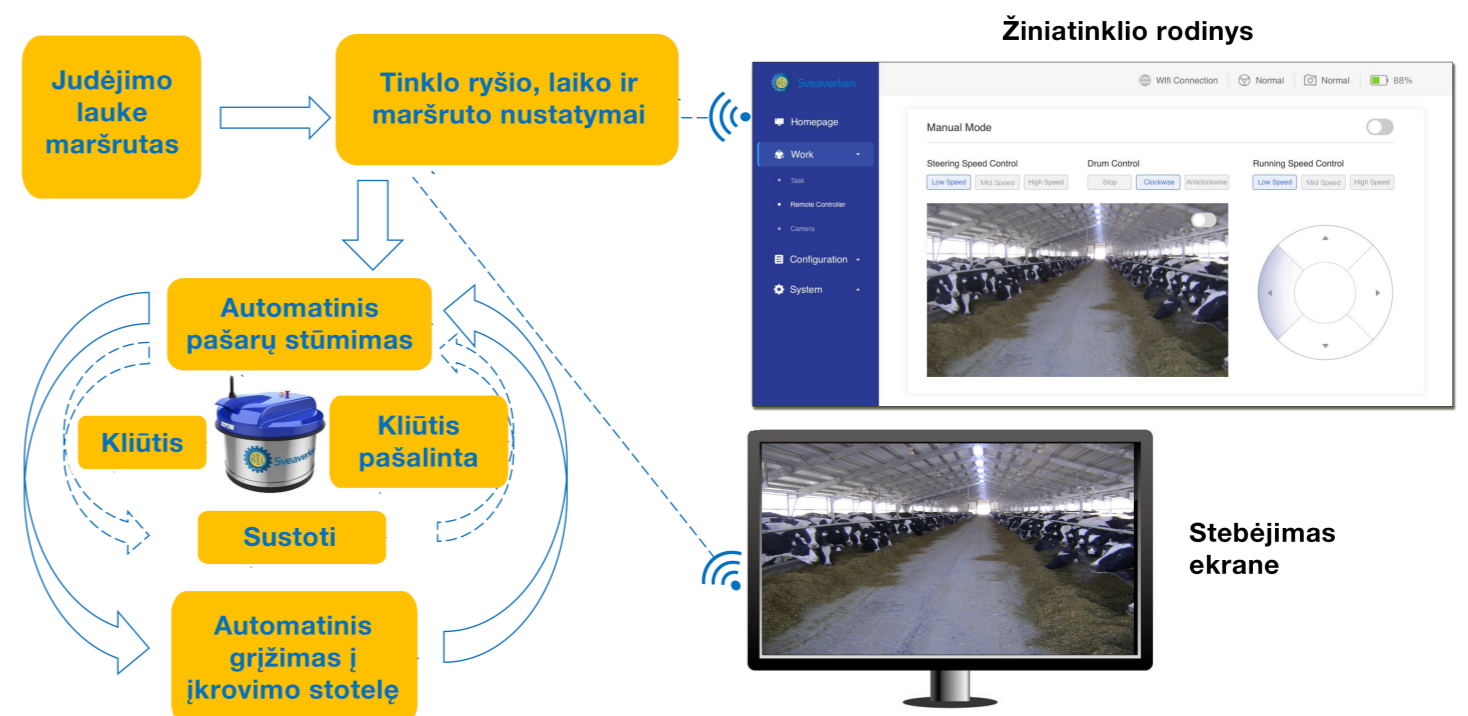 Judėjimo
lauke
maršrutas
Tinklo ryšio, laiko ir
maršruto nustatymai
Automatinis
pašarų stūmimas
Kliūtis
Kliūtis
pašalinta
Sveaverken
Sustoti
Automatinis
grįžimas į
įkrovimo stotelę
Žiniatinklio rodinys
Sveaverken
WIfi Connection
Normal
Normal
88%
Homepage
Work
Task
Remote Controller
Camera
Configuration
System
Manual Mode
Steering Speed Control
Low Speed
Mid Speed
High Speed
Drum Control
Stop
Clockwise
Anticlockwise
Running Speed Control
Low Speed
Mid Speed
High Speed
Stebėjimas
ekrane